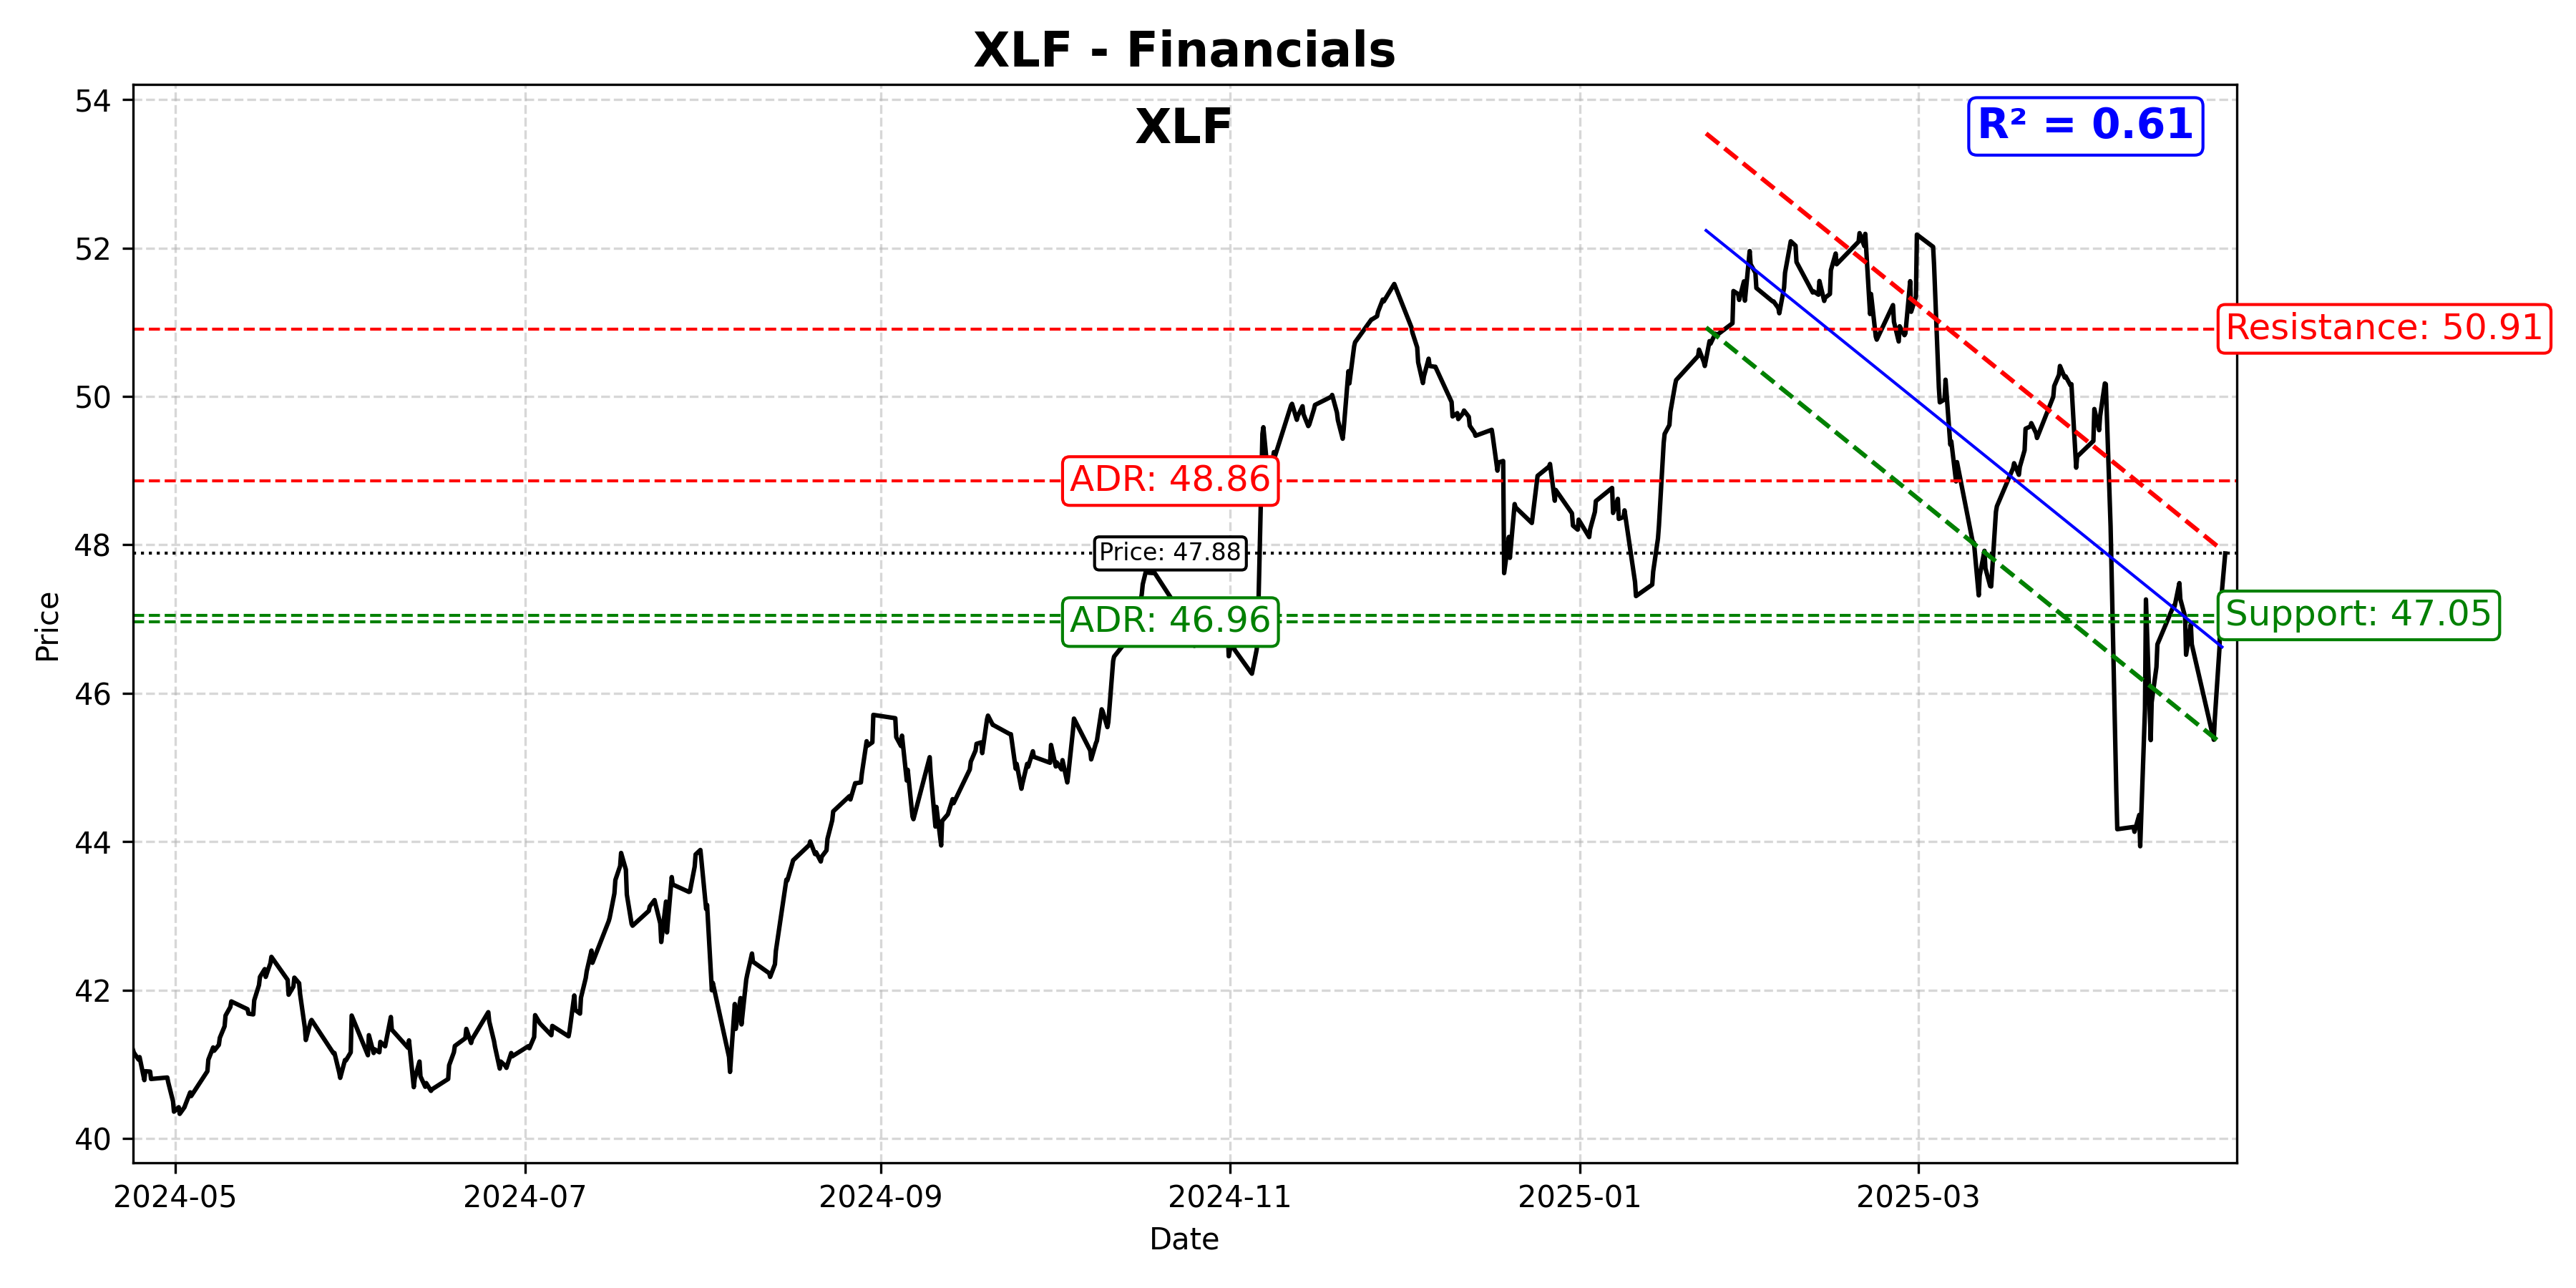 XLF - Financials
XLF
R² = 0.61
54
52
50
48
46
44
42
40
Price
Resistance: 50.91
ADR: 48.86
Price: 47.88
ADR: 46.96
Support: 47.05
2024-05
2024-07
2024-09
2024-11
2025-01
2025-03
Date